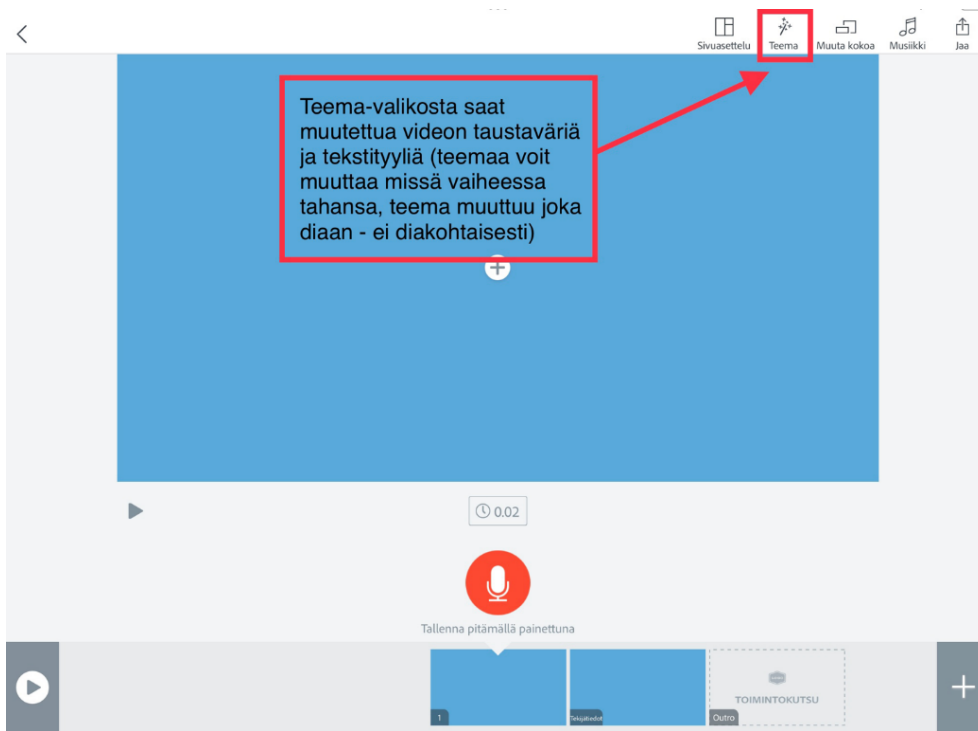 Sivuasettelu
Teema
Muuta kokoa
Musiikki
Jaa
Teema-valikosta saat
muutettua videon taustaväriä
ja tekstityyliä (teemaa voit
muuttaa missä vaiheessa
tahansa, teema muuttuu joka
diaan - ei diakohtaisesti)
0.02
Tallenna pitämällä painettuna
1
Tekijätiedot
TOIMINTOKUTSU
Outro